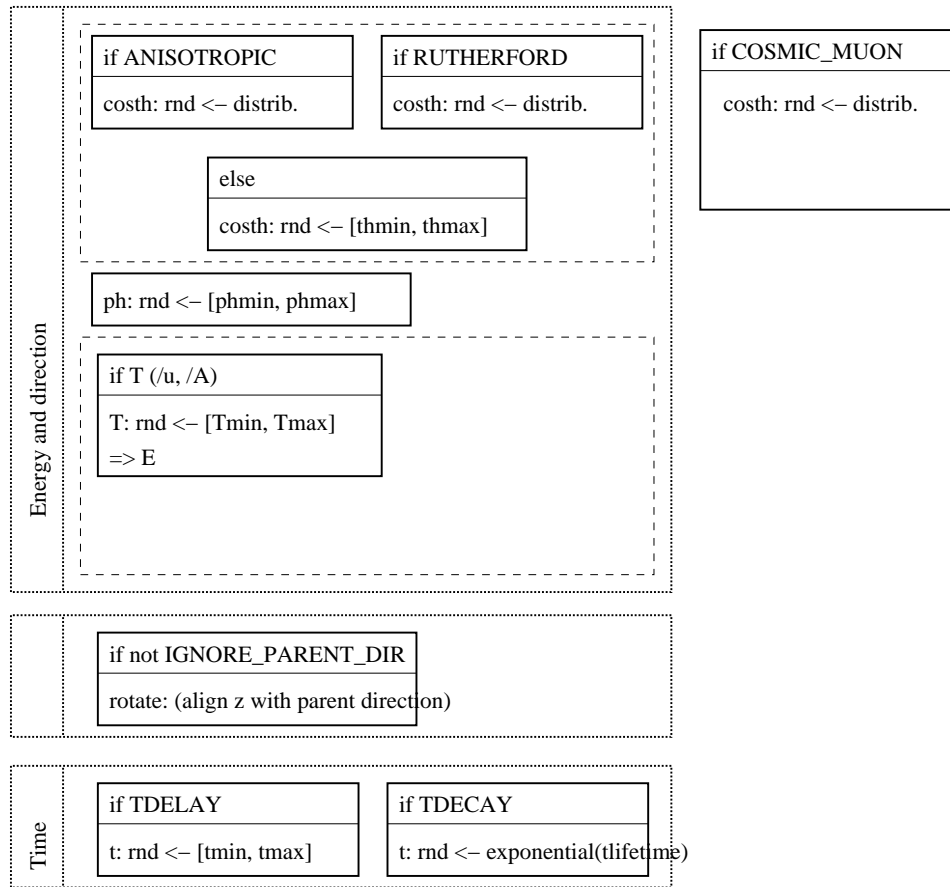 if ANISOTROPIC
costh: rnd <− distrib.
if RUTHERFORD
costh: rnd <− distrib.
if COSMIC_MUON
costh: rnd <− distrib.
else
costh: rnd <− [thmin, thmax]
ph: rnd <− [phmin, phmax]
Energy and direction
if T (/u, /A)
T: rnd <− [Tmin, Tmax]
=> E
if not IGNORE_PARENT_DIR
rotate: (align z with parent direction)
Time
if TDELAY
t: rnd <− [tmin, tmax]
if TDECAY
t: rnd <− exponential(tlifetime)